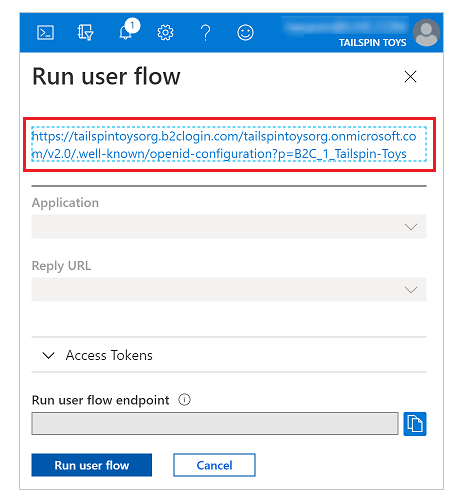 1
TAILSPIN TOYS
Run user flow
https://tailspintoysorg.b2clogin.com/tailspintoysorg.onmicrosoft.co
m/v2.0/.well-known/openid-configuration?p=B2C_1_Tailspin-Toys
Application
Reply URL
Access Tokens
Run user flow endpoint
Run user flow
Cancel